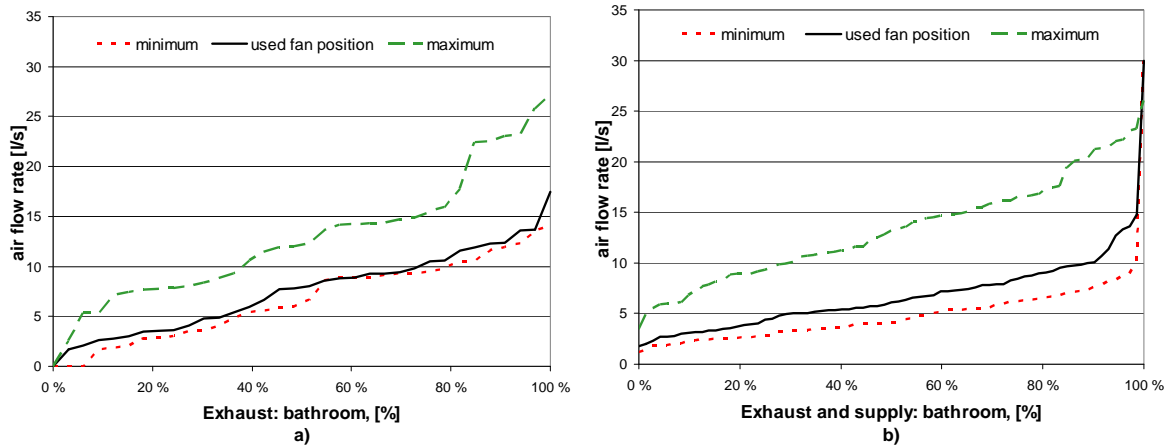 35
30
25
20
15
10
5
0
air flow rate [l/s]
minimum used fan position maximum
0 % 20 % 40 % 60 % 80 % 100 %
Exhaust: bathroom, [%]
a)
35
30
25
20
15
10
5
0
air flow rate [l/s]
minimum used fan position maximum
0 % 20 % 40 % 60 % 80 % 100 %
Exhaust and supply: bathroom, [%]
b)